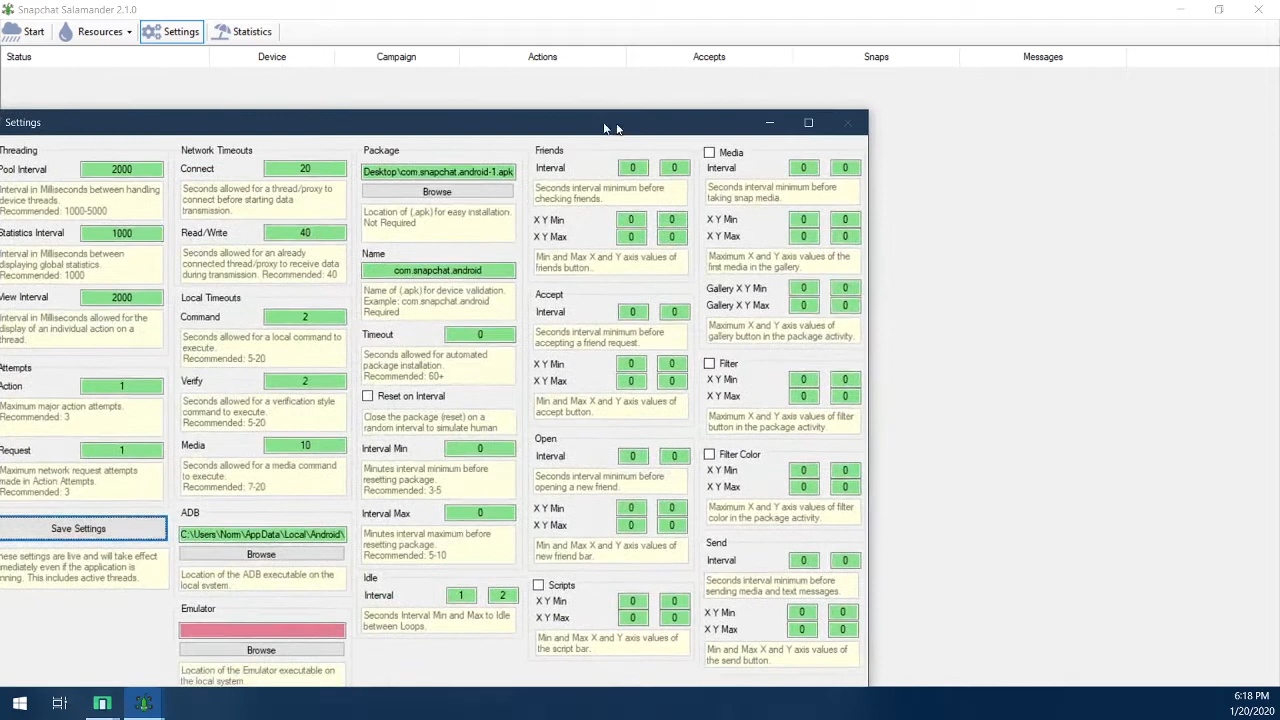 Snapchat Salamander 2.1.0
Start
Resources
Settings
Statistics
Status
Device
Campaign
Actions
Accepts
Snaps
Messages
Settings
Threading
Pool Interval
2000
Interval in Milliseconds between handling
device threads.
Recommended: 1000-5000
Statistics Interval
1000
Interval in Milliseconds between
displaying global statistics.
Recommended: 1000
View Interval
2000
Interval in Milliseconds allowed for the
display of an individual action on a
thread.
Attempts
Action
1
Maximum major action attempts.
Recommended: 3
Request
1
Maximum network request attempts
made in Action Attempts.
Recommended: 3
Save Settings
hese settings are live and will take effect
mmediately even if the application is
nning. This includes active threads.
Network Timeouts
Connect
20
Seconds allowed for a thread/proxy to
connect before starting data
transmission.
Read/Write
40
Seconds allowed for an already
connected thread/proxy to receive data
during transmission. Recommended: 40
Local Timeouts
Command
2
Seconds allowed for a local command to
execute.
Recommended: 5-20
Verify
2
Seconds allowed for a verification style
command to execute.
Recommended: 5-20
Media
10
Seconds allowed for a media command
to execute.
Recommended: 7-20
ADB
C:\Users\Norm\AppData\Local\Android\
Browse
Location of the ADB executable on the
local system.
Emulator
Browse
Location of the Emulator executable on
the local system
Package
Desktop\com.snapchat.android-1.apk
Browse
Location of (.apk) for easy installation.
Not Required
Name
com.snapchat.android
Name of (.apk) for device validation.
Example: com.snapchat.android
Required
Timeout
0
Seconds allowed for automated
package installation.
Recommended: 60+
Reset on Interval
Close the package (reset) on a
random interval to simulate human
Interval Min
0
Minutes interval minimum before
resetting package.
Recommended: 3-5
Interval Max
0
Minutes interval maximum before
resetting package.
Recommended: 5-10
Idle
Interval
1
2
Seconds Interval Min and Max to Idle
between Loops.
Friends
Interval
0
0
Seconds interval minimum before
checking friends.
X Y Min
0
0
X Y Max
0
0
Min and Max X and Y axis values of
friends button..
Accept
Interval
0
0
Seconds interval minimum before
accepting a friend request.
X Y Min
0
0
X Y Max
0
0
Min and Max X and Y axis values of
accept button.
Open
Interval
0
0
Seconds interval minimum before
opening a new friend.
X Y Min
0
0
X Y Max
0
0
Min and Max X and Y axis values of
new friend bar.
Scripts
X Y Min
0
0
X Y Max
0
0
Min and Max X and Y axis values of
the script bar.
Media
Interval
0
0
Seconds interval minimum before
taking snap media.
X Y Min
0
0
X Y Max
0
0
Maximum X and Y axis values of the
first media in the gallery.
Gallery X Y Min
0
0
Gallery X Y Max
0
0
Maximum X and Y axis values of
gallery button in the package activity.
Filter
X Y Min
0
0
X Y Max
0
0
Maximum X and Y axis values of filter
button in the package activity.
Filter Color
X Y Min
0
0
X Y Max
0
0
Maximum X and Y axis values of filter
color in the package activity.
Send
Interval
0
0
Seconds interval minimum before
sending media and text messages.
X Y Min
0
0
X Y Max
0
0
Min and Max X and Y axis values of
the send button.
6:18 PM
1/20/2020